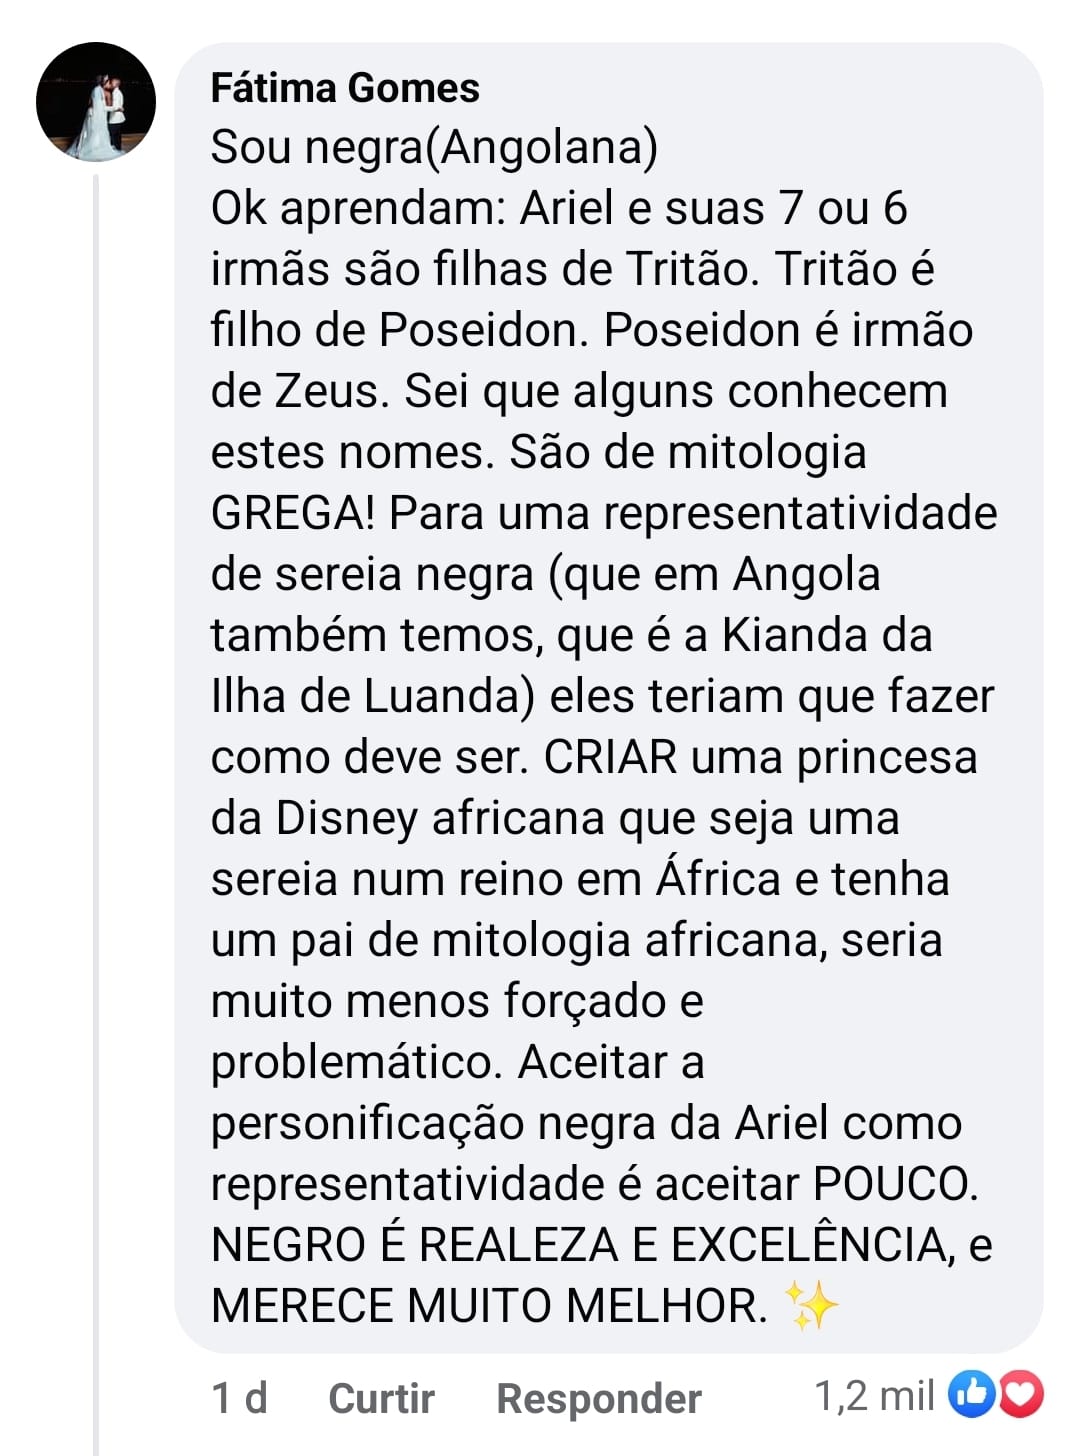 Fátima Gomes
Sou negra(Angolana)
Ok aprendam: Ariel e suas 7 ou 6
irmãs são filhas de Tritão. Tritão é
filho de Poseidon. Poseidon é irmão
de Zeus. Sei que alguns conhecem
estes nomes. São de mitologia
GREGA! Para uma representatividade
de sereia negra (que em Angola
também temos, que é a Kianda da
Ilha de Luanda) eles teriam que fazer
como deve ser. CRIAR uma princesa
da Disney africana que seja uma
sereia num reino em África e tenha
um pai de mitologia africana, seria
muito menos forçado e
problemático. Aceitar a
personificação negra da Ariel como
representatividade é aceitar POUCO.
NEGRO É REALEZA E EXCELÊNCIA, e
MERECE MUITO MELHOR. ✨
1 d Curtir Responder 1,2 mil